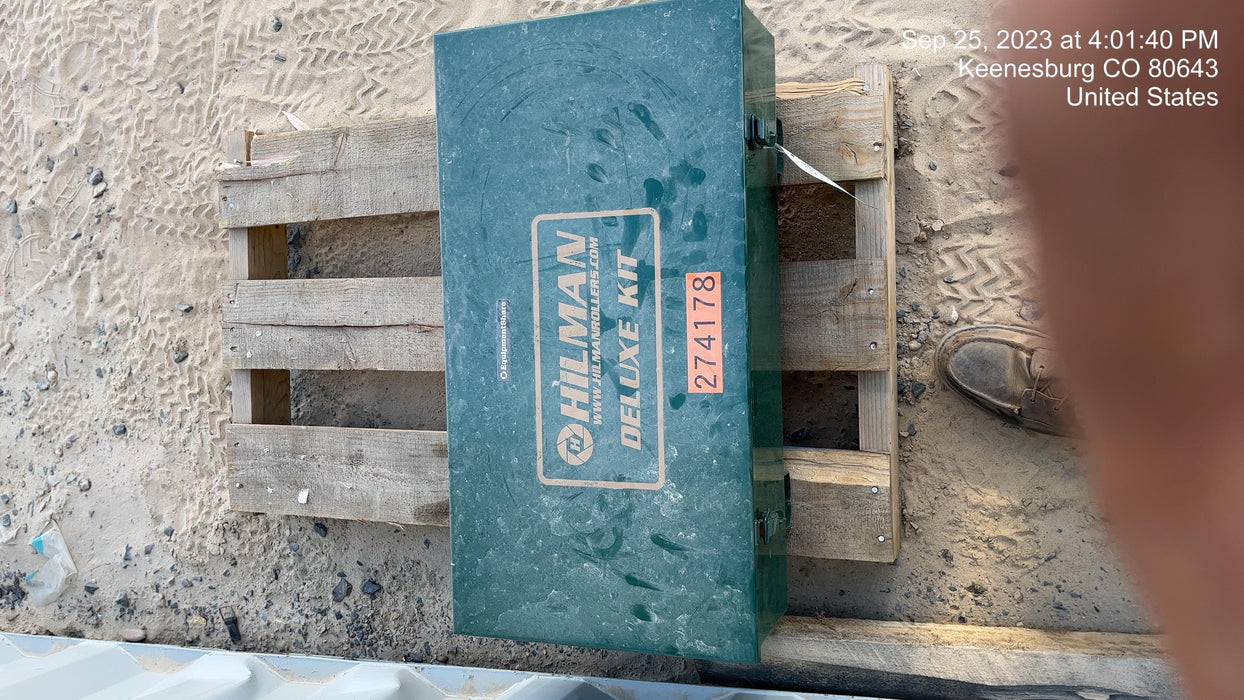 Sep 25, 2023 at 4:01:40 PM
Keenesburg CO 80643
United States
EquipmentShare
HILMAN
WWW.HILMANROLLERS.COM
DELUXE KIT
274178